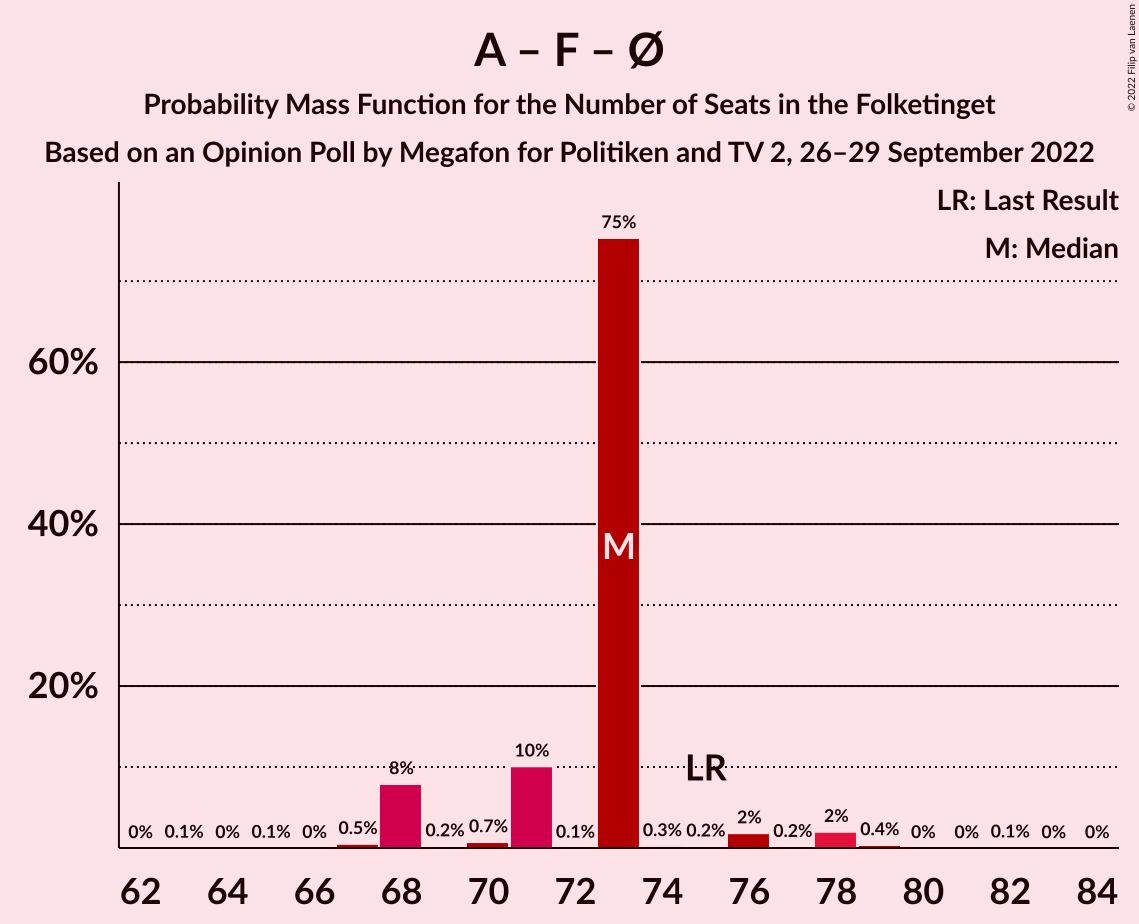 A – F – Ø
Probability Mass Function for the Number of Seats in the Folketinget
Based on an Opinion Poll by Megafon for Politiken and TV 2, 26–29 September 2022
© 2022 Filip van Laenen
LR: Last Result
M: Median
75%
60%
40%
M
20%
10%
LR
8%
0% 0.1% 0% 0.1% 0% 0.5% 0.2% 0.7% 0.1% 0.3% 0.2% 2% 0.2% 2% 0.4% 0% 0% 0.1% 0% 0%
62 64 66 68 70 72 74 76 78 80 82 84